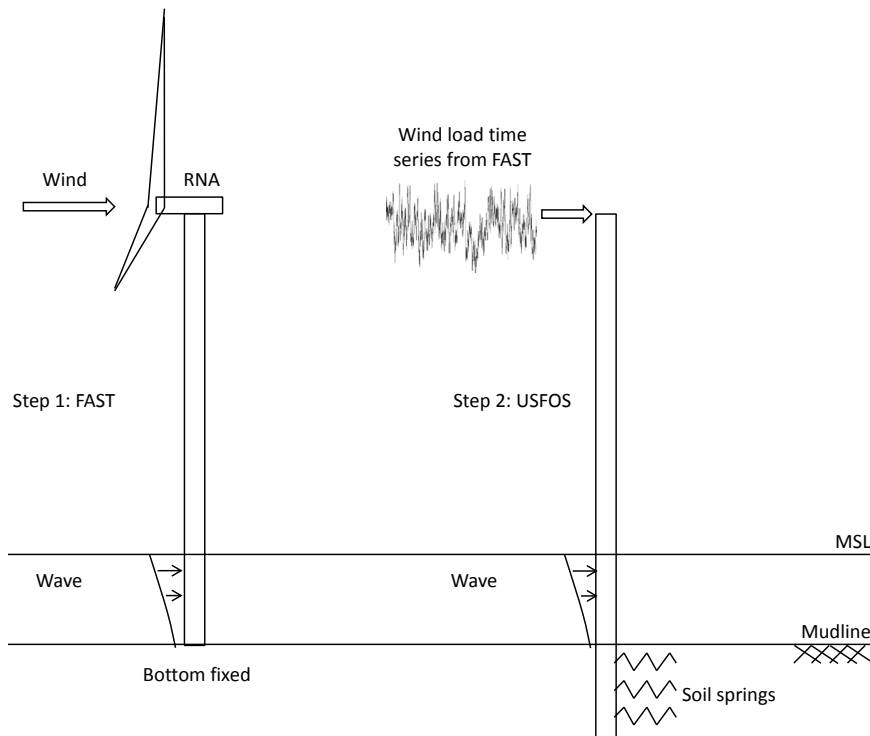 Wind
RNA
Wind load time
series from FAST
Step 1: FAST
Step 2: USFOS
MSL
Wave
Wave
Mudline
Bottom fixed
Soil springs